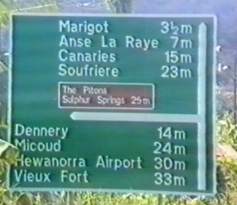 Marigot 3½m
Anse La Raye 7m
Canaries 15m
Soufriere 23m
The Pitons
Sulphur Springs 25m
Dennery 14m
Micoud 24m
Hewanorra Airport 30m
Vieux Fort 33m